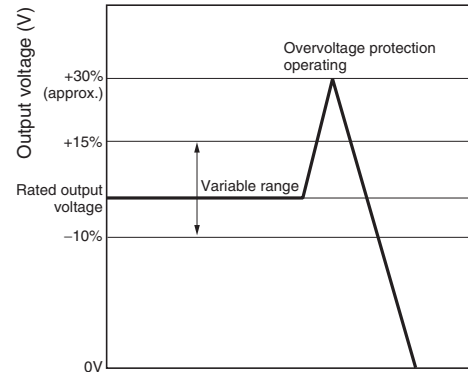 Output voltage (V)
Overvoltage protection
operating
+30%
(approx.)
+15%
Rated output
voltage
Variable range
–10%
0V